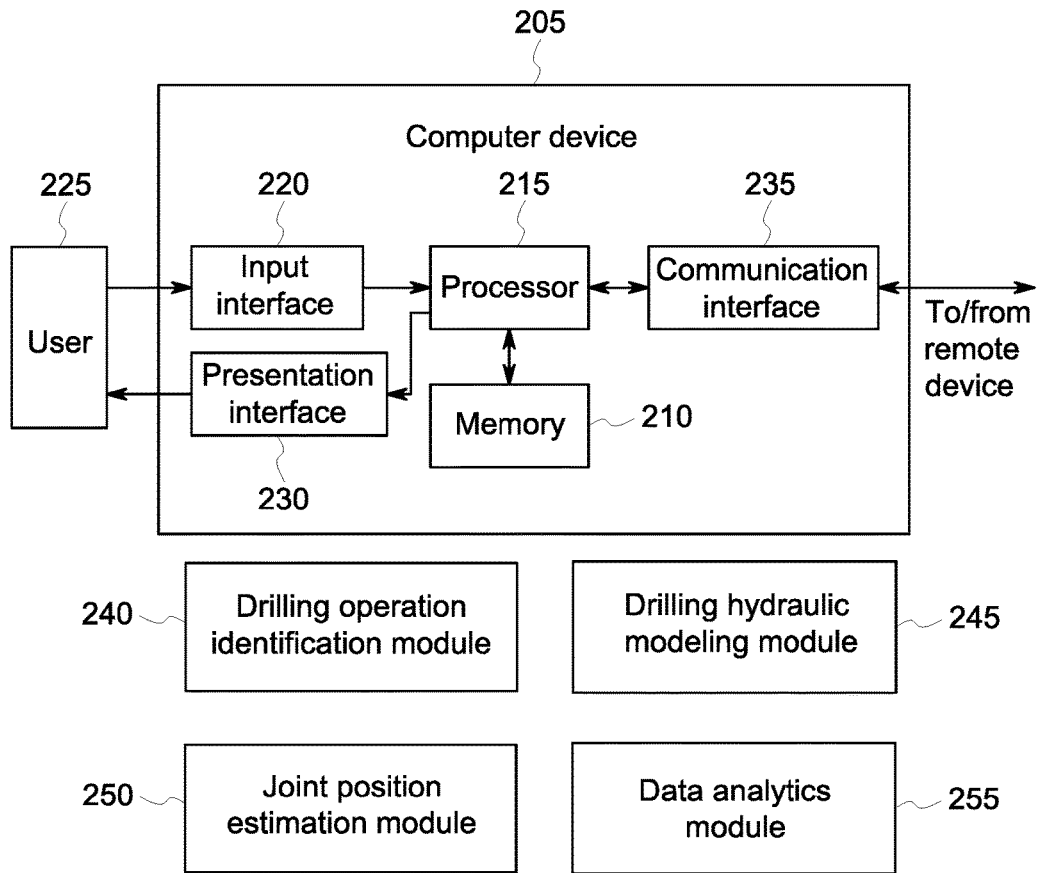 205
Computer device
225
220
215
235
User
Input
interface
Processor
Communication
interface
To/from
remote
device
Presentation
interface
Memory
210
230
240
Drilling operation
identification module
Drilling hydraulic
modeling module
245
250
Joint position
estimation module
Data analytics
module
255